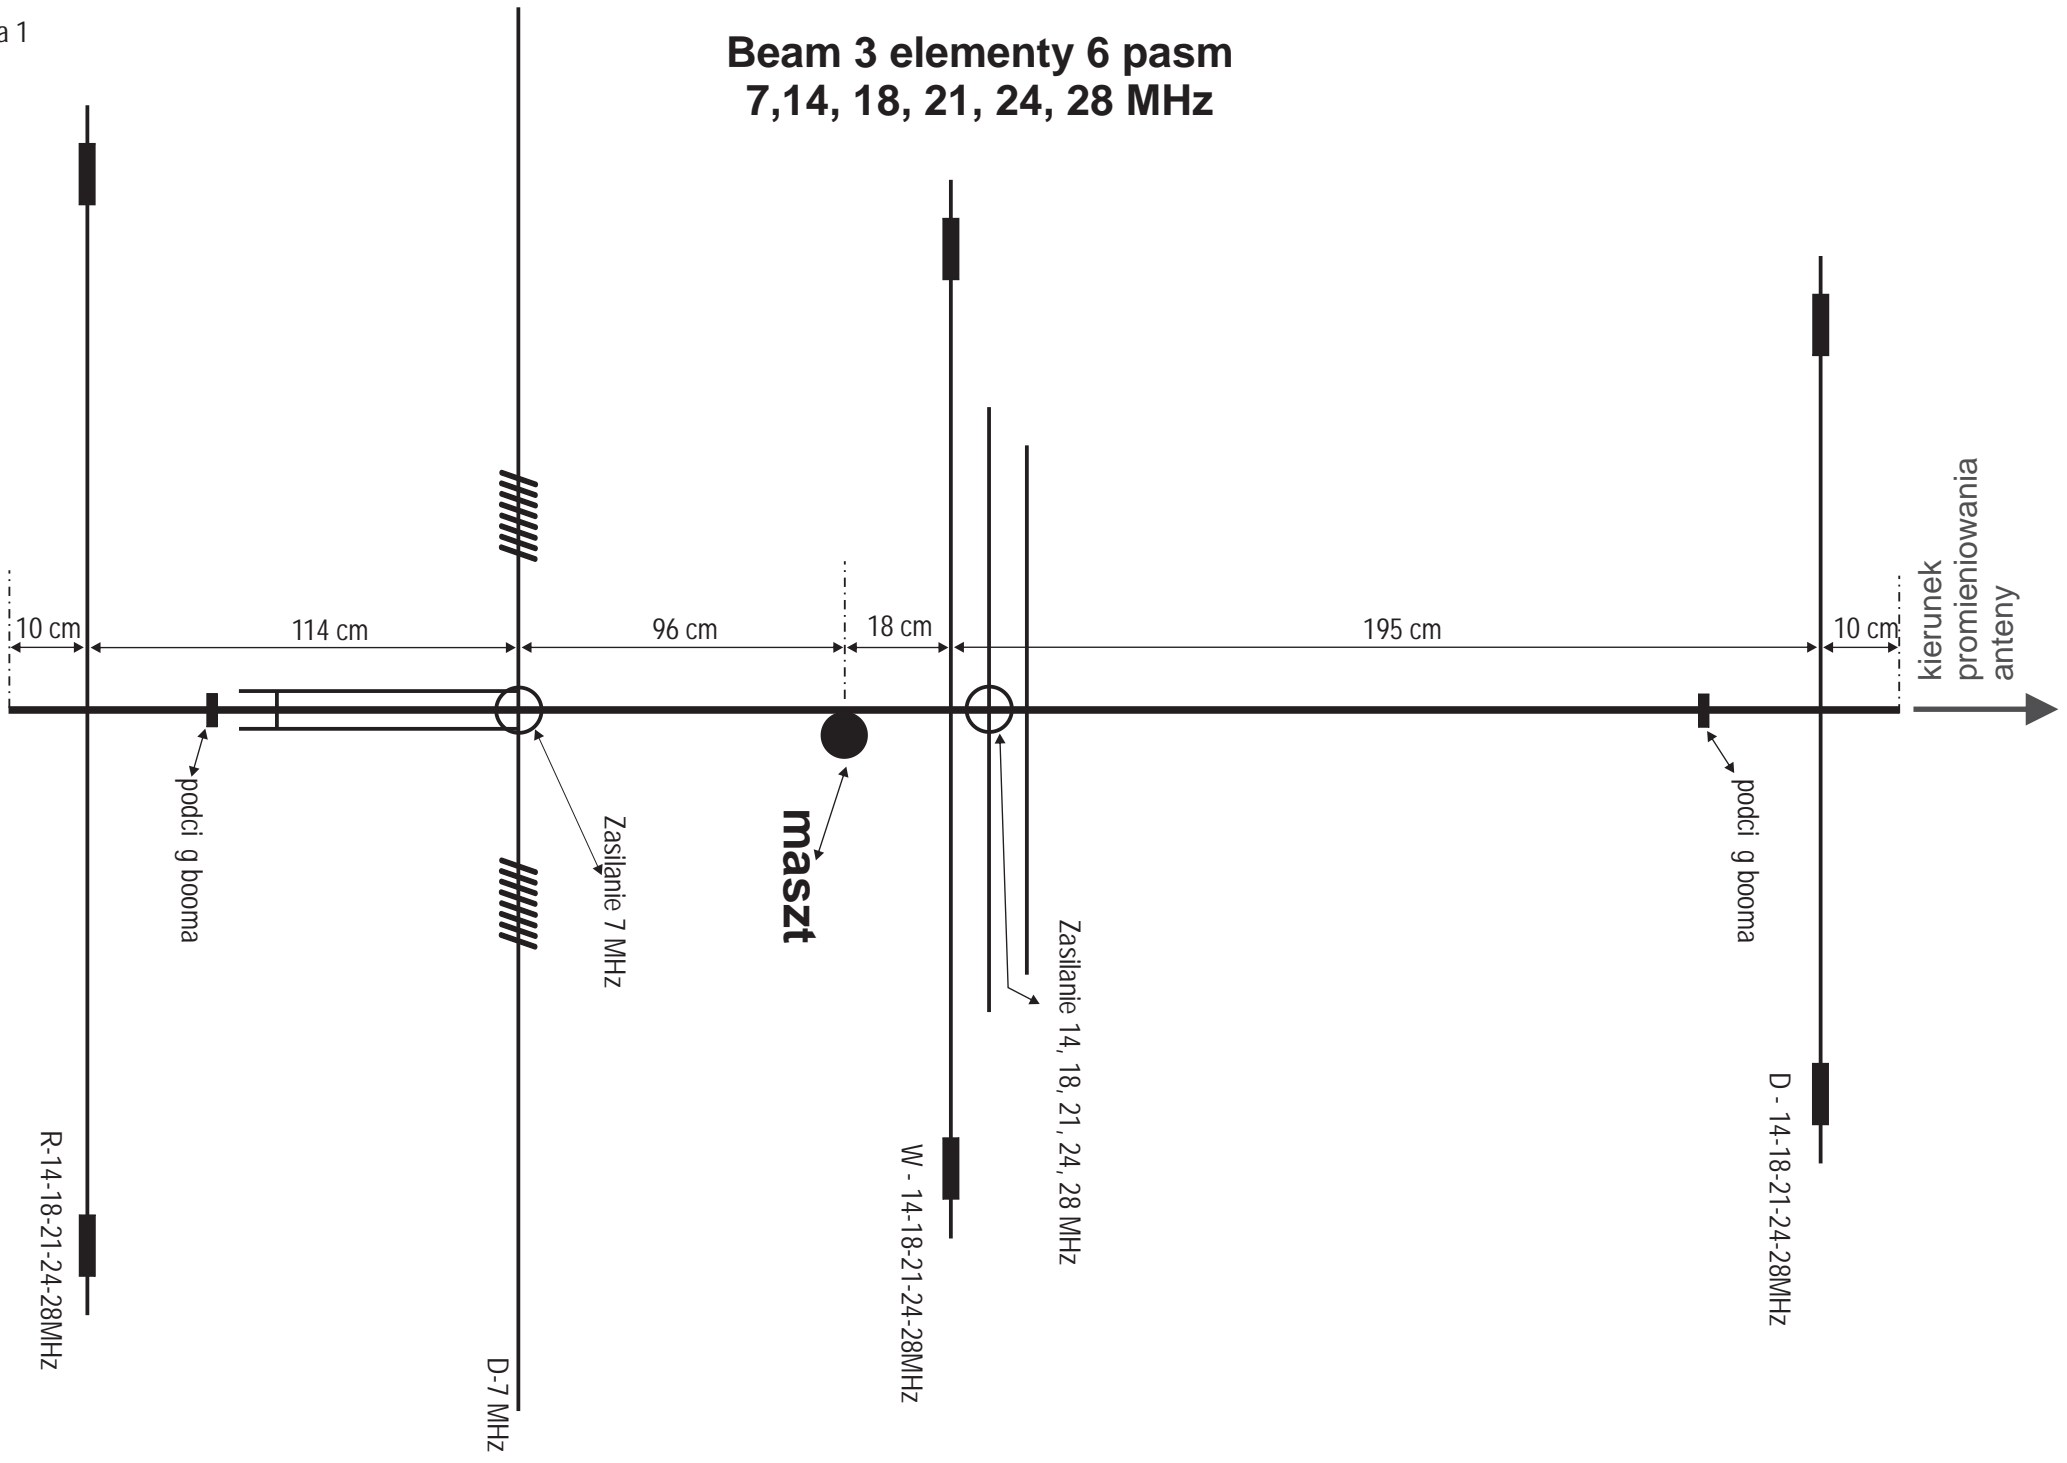 a 1
Beam 3 elementy 6 pasm
7,14, 18, 21, 24, 28 MHz
10 cm
114 cm
96 cm
18 cm
195 cm
10 cm
kierunek
promieniowania
anteny
podci g booma
Zasilanie 7 MHz
maszt
Zasilanie 14, 18, 21, 24, 28 MHz
podci g booma
R-14-18-21-24-28MHz
D-7 MHz
W - 14-18-21-24-28MHz
D - 14-18-21-24-28MHz